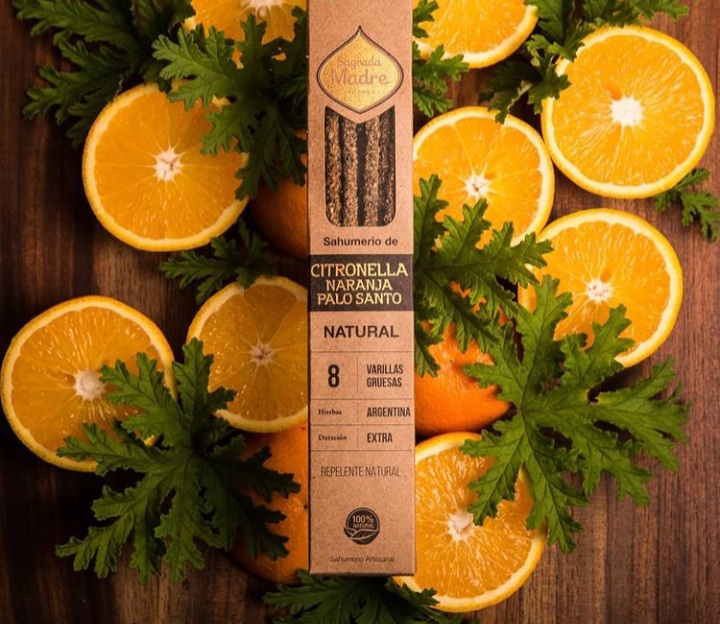 Sagrada
Madre
Sahumerio de
CITRONELLA
NARANJA
PALO SANTO
NATURAL
8 VARILLAS
GRUESAS
Hierbas ARGENTINA
Duración EXTRA
REPELENTE NATURAL
100%
NATURAL
Sahumerio Artesanal